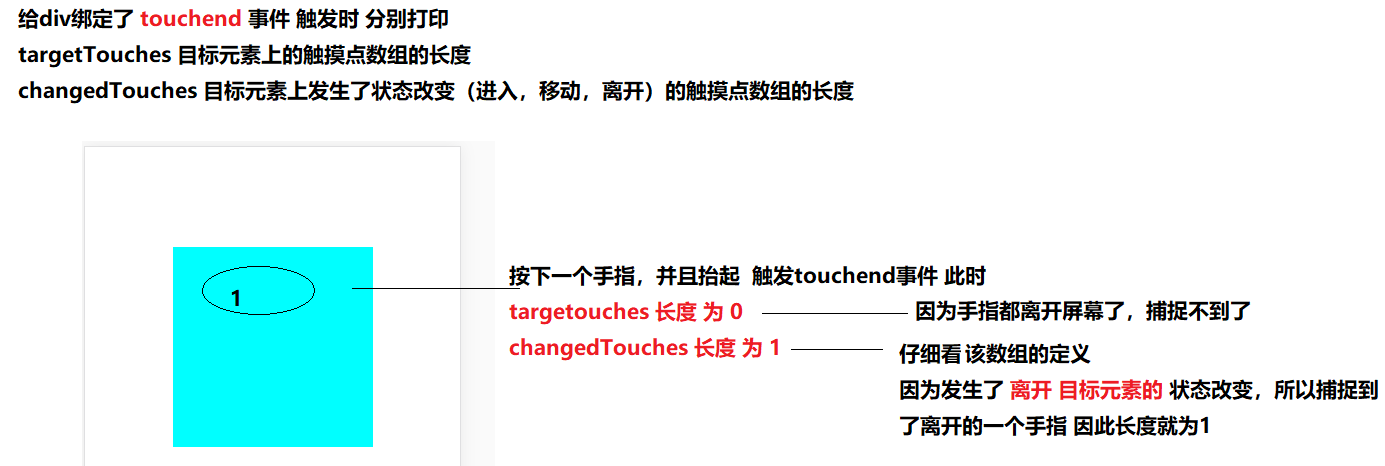 给div绑定了 touchend 事件 触发时 分别打印
targetTouches 目标元素上的触摸点数组的长度
changedTouches 目标元素上发生了状态改变（进入，移动，离开）的触摸点数组的长度
1
按下一个手指，并且抬起 触发touchend事件 此时
targetouches 长度 为 0
因为手指都离开屏幕了，捕捉不到了
changedTouches 长度 为 1
仔细看该数组的定义
因为发生了 离开 目标元素的 状态改变，所以捕捉到
了离开的一个手指 因此长度就为1